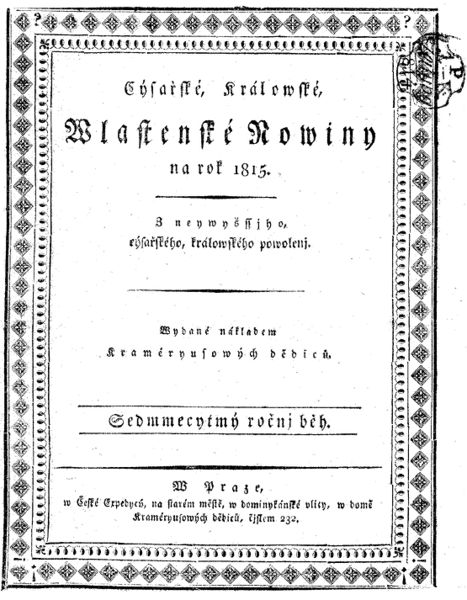 Cýsařské, Králowské,
Wlastenské Nowiny
na rok 1815.
Z neywyšssjho,
cýsařského, králowského powolenj.
Wydané nákladem
Kraméryusowých dědiců.
Sedmmecytmý ročnj běh.
W Praze,
w České Expedycý, na starém městě, w dominykánské vlicy, w domě
Kraméryusowých dědiců, čjslem 232.